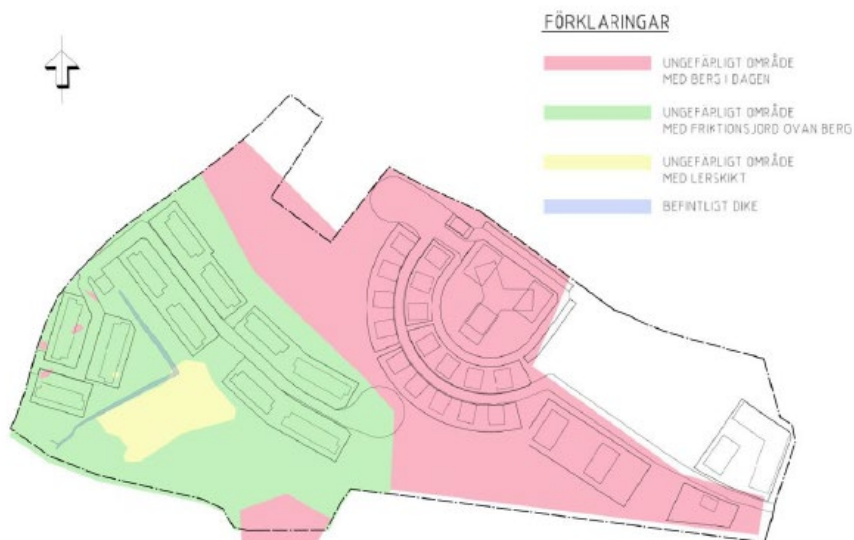 FÖRKLARINGAR
UNGEFÄRLIGT OMRÅDE
MED BERG I DAGEN
UNGEFÄRLIGT OMRÅDE
MED FRIKTIONSJORD OVAN BERG
UNGEFÄRLIGT OMRÅDE
MED LERSKIKT
BEFINTLIGT DIKE